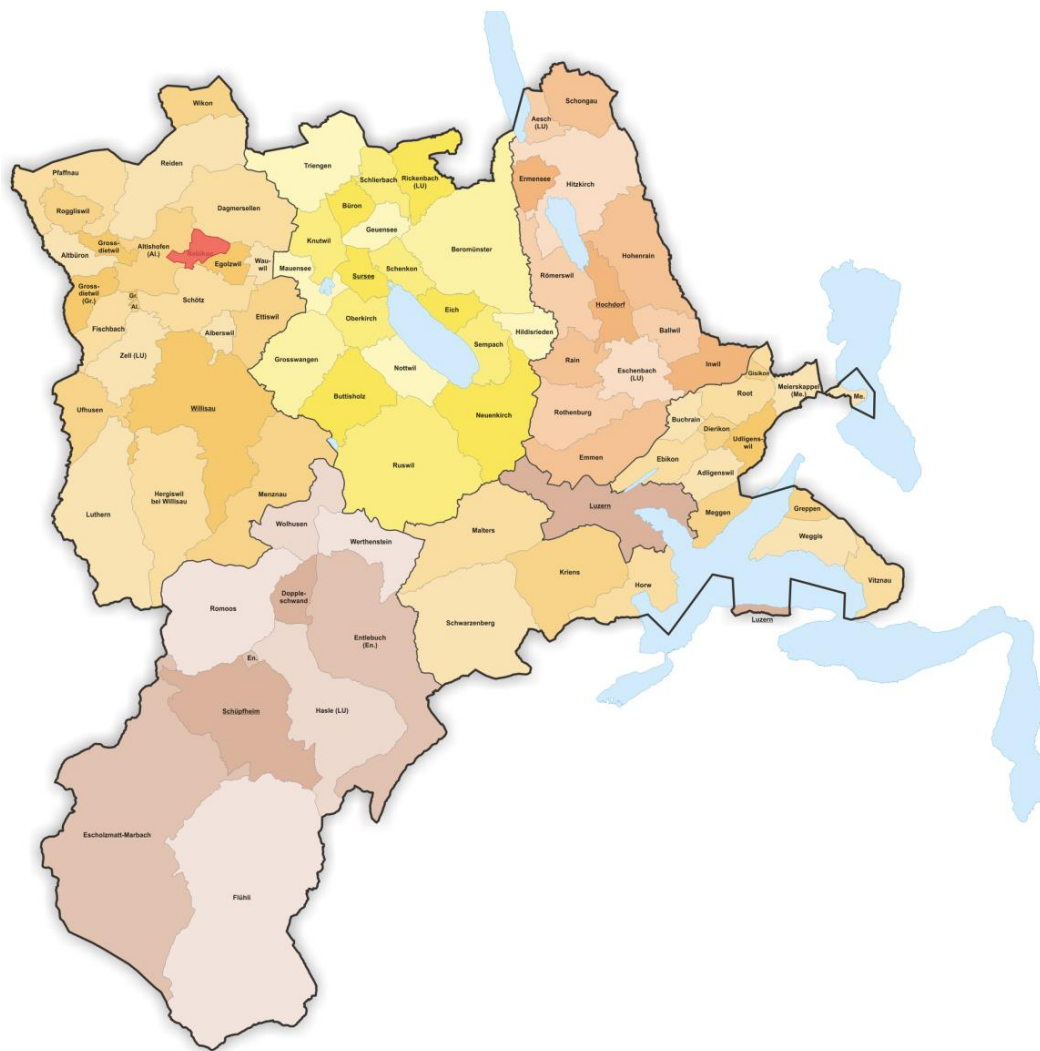 Wikon
Schongau
Aesch
(LU)
Reiden
Triengen
Schlierbach
Rickenbach
(LU)
Pfaffnau
Ermensee
Hitzkirch
Dagmersellen
Büron
Roggliswil
Geuensee
Knutwil
Beromünster
Gross-
dietwil
Altishofen
(Al.)
Nebikon
Altbüron
Wau-
wil
Egolzwil
Mauensee
Sursee
Schenken
Römerswil
Hohenrain
Gross-
dietwil
(Gr.)
Gr.
Al.
Schötz
Hochdorf
Eich
Ettiswil
Oberkirch
Fischbach
Alberswil
Hildisrieden
Ballwil
Zell (LU)
Grosswangen
Sempach
Nottwil
Rain
Eschenbach
(LU)
Inwil
Gisikon
Meierskappel
(Me.)
Me.
Root
Buttisholz
Ufhusen
Willisau
Neuenkirch
Rothenburg
Buchrain
Dierikon
Udligens-
wil
Emmen
Ebikon
Ruswil
Adligenswil
Hergiswil
bei Willisau
Menznau
Luthern
Luzern
Meggen
Greppen
Wolhusen
Malters
Weggis
Werthenstein
Kriens
Vitznau
Horw
Dopple-
schwand
Romoos
Luzern
Schwarzenberg
Entlebuch
(En.)
En.
Schüpfheim
Hasle (LU)
Escholzmatt-Marbach
Flühli